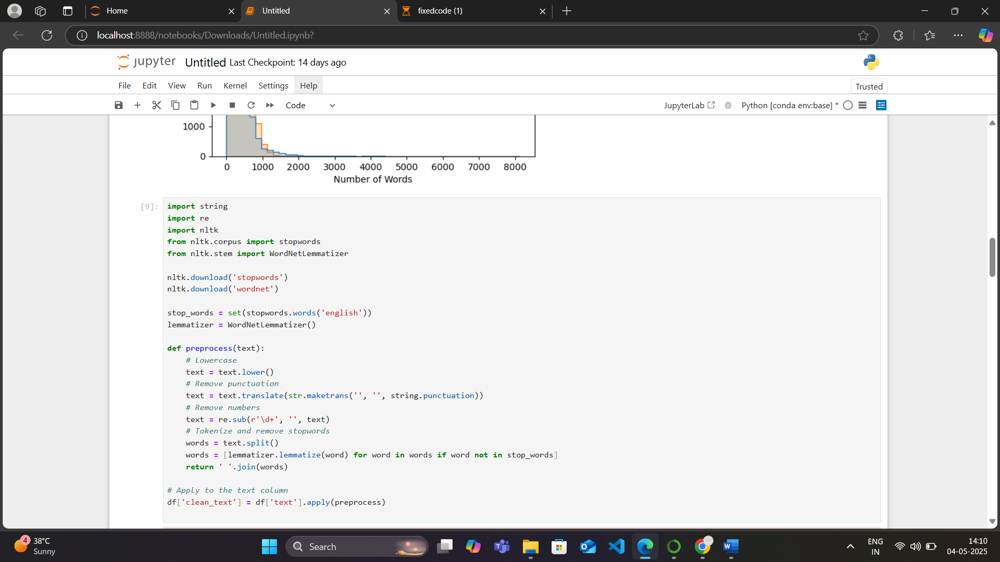 Home
Untitled
fixedcode (1)
localhost:8888/notebooks/Downloads/Untitled.ipynb?
jupyter Untitled Last Checkpoint: 14 days ago
File Edit View Run Kernel Settings Help
Trusted
Code
JupyterLab
Python [conda env:base] *
1000
0
0 1000 2000 3000 4000 5000 6000 7000 8000
Number of Words
[9]:
import string
import re
import nltk
from nltk.corpus import stopwords
from nltk.stem import WordNetLemmatizer
nltk.download('stopwords')
nltk.download('wordnet')
stop_words = set(stopwords.words('english'))
lemmatizer = WordNetLemmatizer()
def preprocess(text):
    # Lowercase
    text = text.lower()
    # Remove punctuation
    text = text.translate(str.maketrans('', '', string.punctuation))
    # Remove numbers
    text = re.sub(r'\d+', '', text)
    # Tokenize and remove stopwords
    words = text.split()
    words = [lemmatizer.lemmatize(word) for word in words if word not in stop_words]
    return ' '.join(words)
# Apply to the text column
df['clean_text'] = df['text'].apply(preprocess)
4
38°C
Sunny
Search
ENG
IN
14:10
04-05-2025